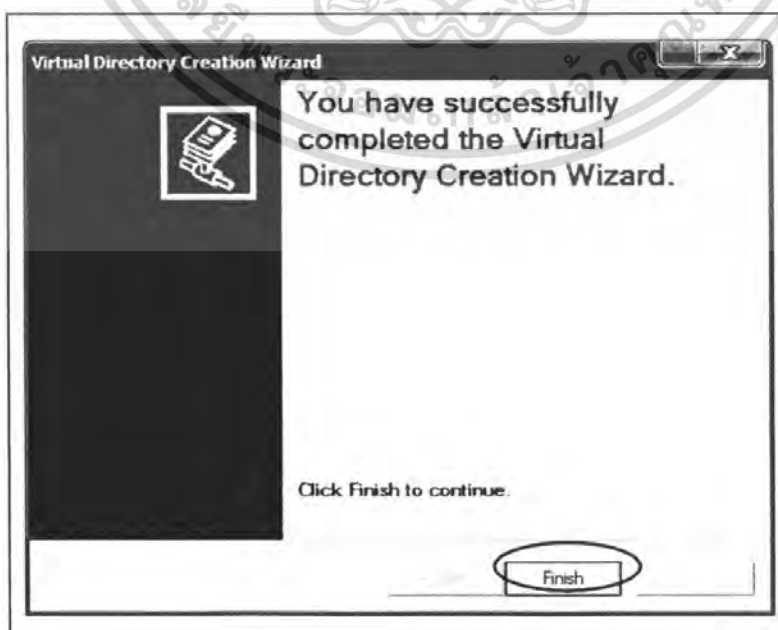 Virtual Directory Creation Wizard
You have successfully
completed the Virtual
Directory Creation Wizard.
Click Finish to continue.
Finish